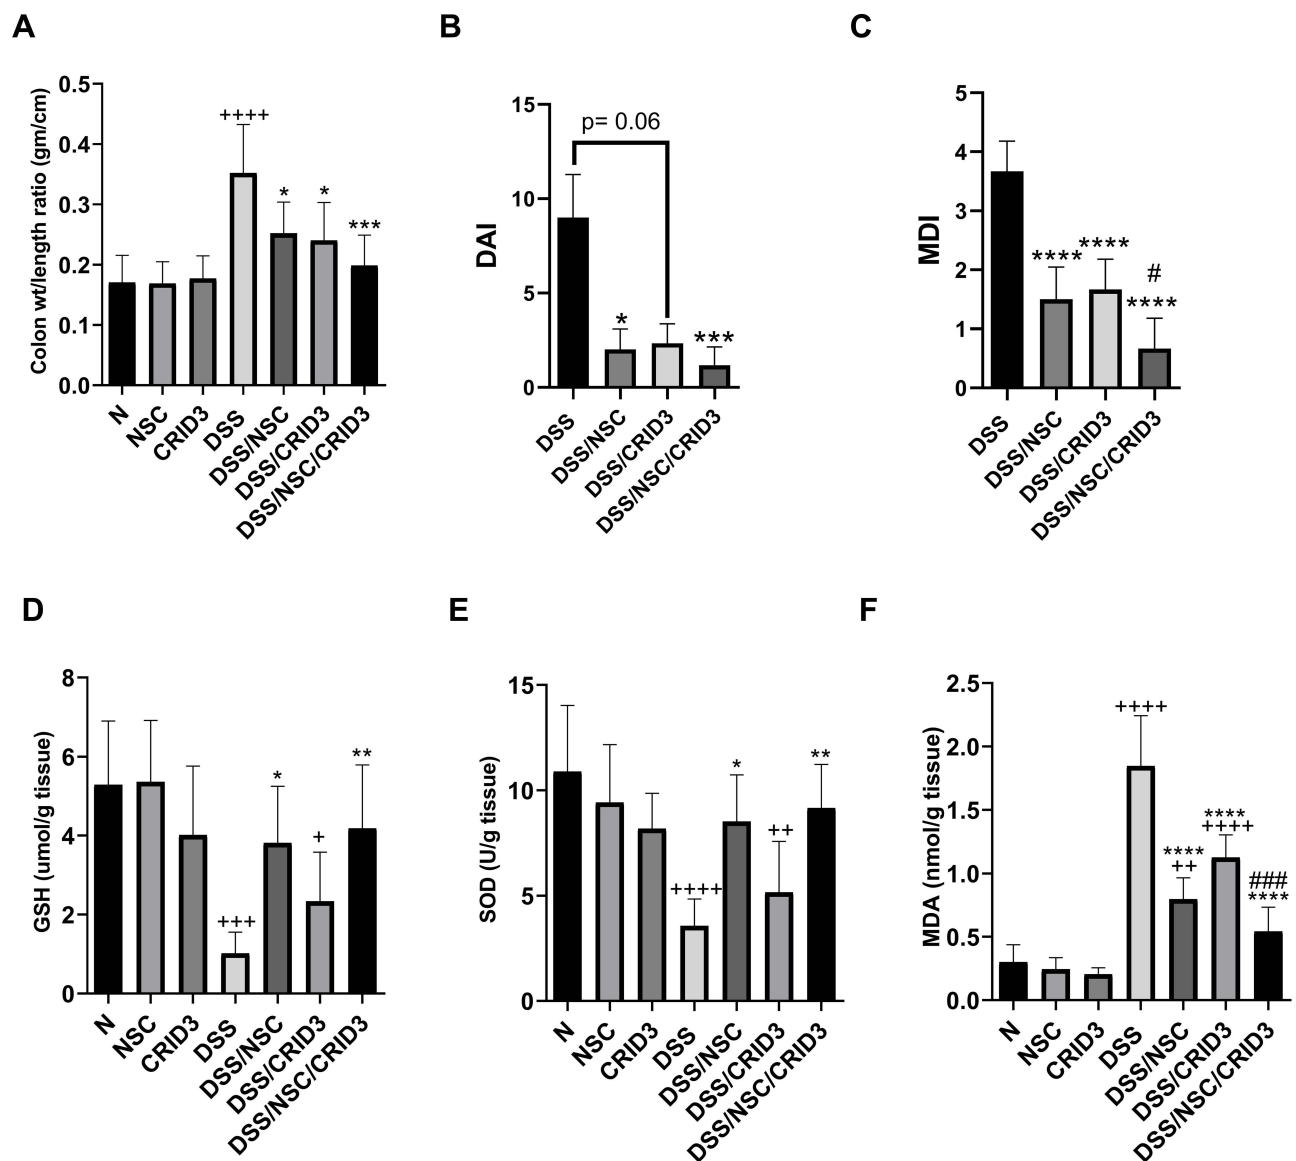 A
Colon wt/length ratio (gm/cm)
0.5
0.4
0.3
0.2
0.1
0.0
++++
*
*
***
N
NSC
CRID3
DSS
DSS/NSC
DSS/CRID3
DSS/NSC/CRID3
B
DAI
15
10
5
0
p= 0.06
*
***
DSS
DSS/NSC
DSS/CRID3
DSS/NSC/CRID3
C
MDI
5
4
3
2
1
0
****
****
#
****
DSS
DSS/NSC
DSS/CRID3
DSS/NSC/CRID3
D
GSH (umol/g tissue)
8
6
4
2
0
+++
*
+
**
N
NSC
CRID3
DSS
DSS/NSC
DSS/CRID3
DSS/NSC/CRID3
E
SOD (U/g tissue)
15
10
5
0
++++
*
++
**
N
NSC
CRID3
DSS
DSS/NSC
DSS/CRID3
DSS/NSC/CRID3
F
MDA (nmol/g tissue)
2.5
2.0
1.5
1.0
0.5
0.0
++++
****
++
****
++++
###
****
N
NSC
CRID3
DSS
DSS/NSC
DSS/CRID3
DSS/NSC/CRID3